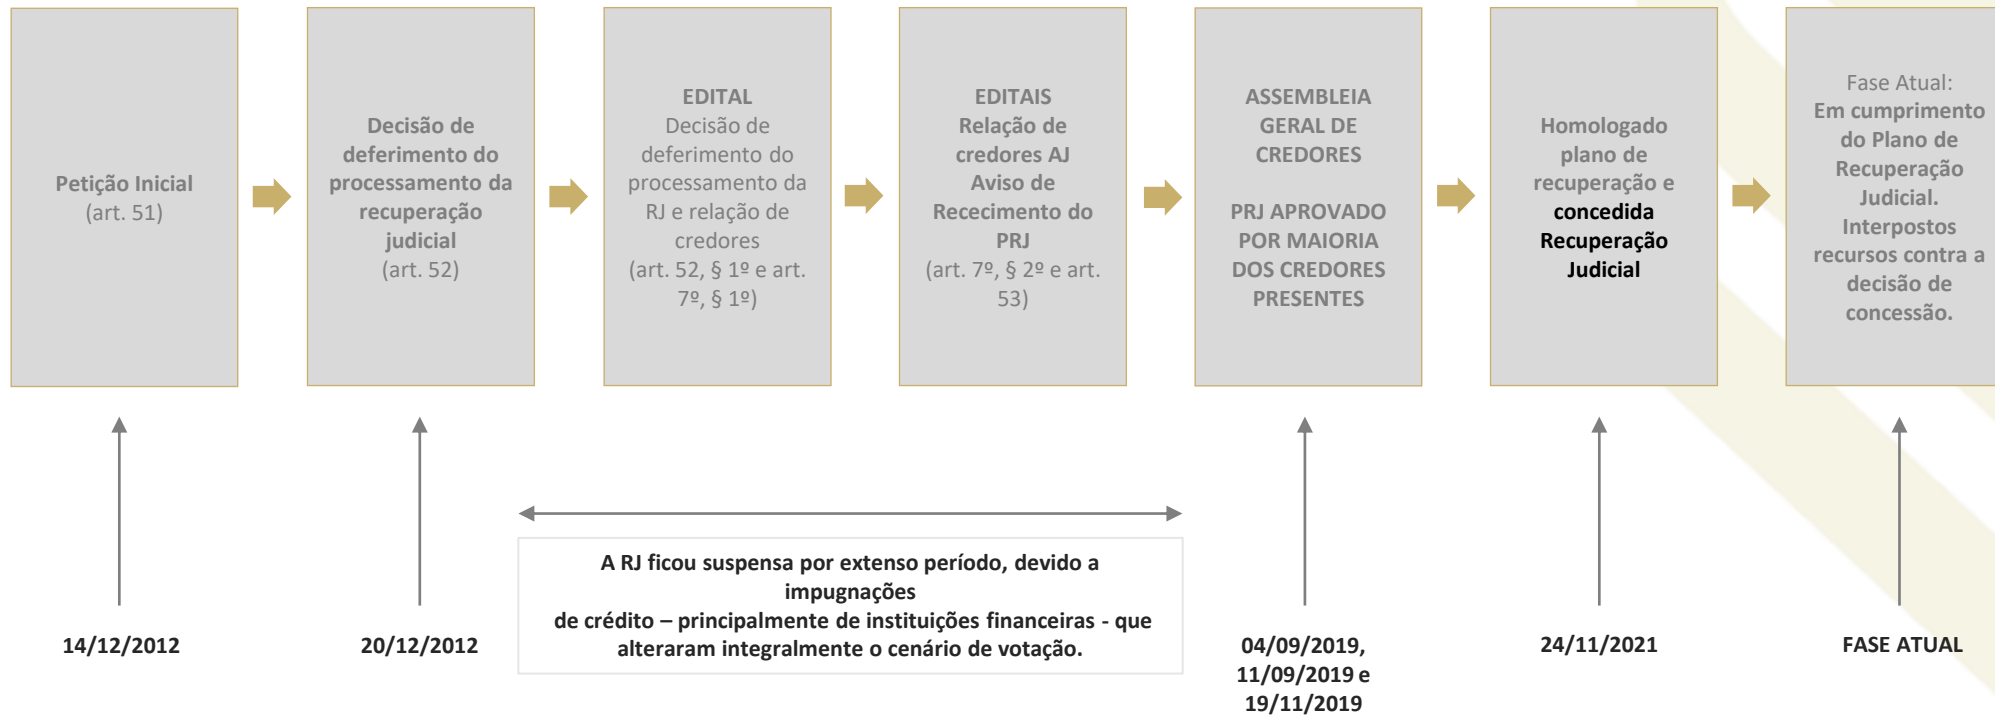 Petição Inicial
(art. 51)
Decisão de
deferimento do
processamento da
recuperação
judicial
(art. 52)
EDITAL
Decisão de
deferimento do
processamento da
RJ e relação de
credores
(art. 52, § 1º e art.
7º, § 1º)
EDITAIS
Relação de
credores AJ
Aviso de
Rececimento do
PRJ
(art. 7º, § 2º e art.
53)
ASSEMBLEIA
GERAL DE
CREDORES
PRJ APROVADO
POR MAIORIA
DOS CREDORES
PRESENTES
Homologado
plano de
recuperação e
concedida
Recuperação
Judicial
Fase Atual:
Em cumprimento
do Plano de
Recuperação
Judicial.
Interpostos
recursos contra a
decisão de
concessão.
A RJ ficou suspensa por extenso período, devido a
impugnações
de crédito – principalmente de instituições financeiras - que
alteraram integralmente o cenário de votação.
14/12/2012
20/12/2012
04/09/2019,
11/09/2019 e
19/11/2019
24/11/2021
FASE ATUAL